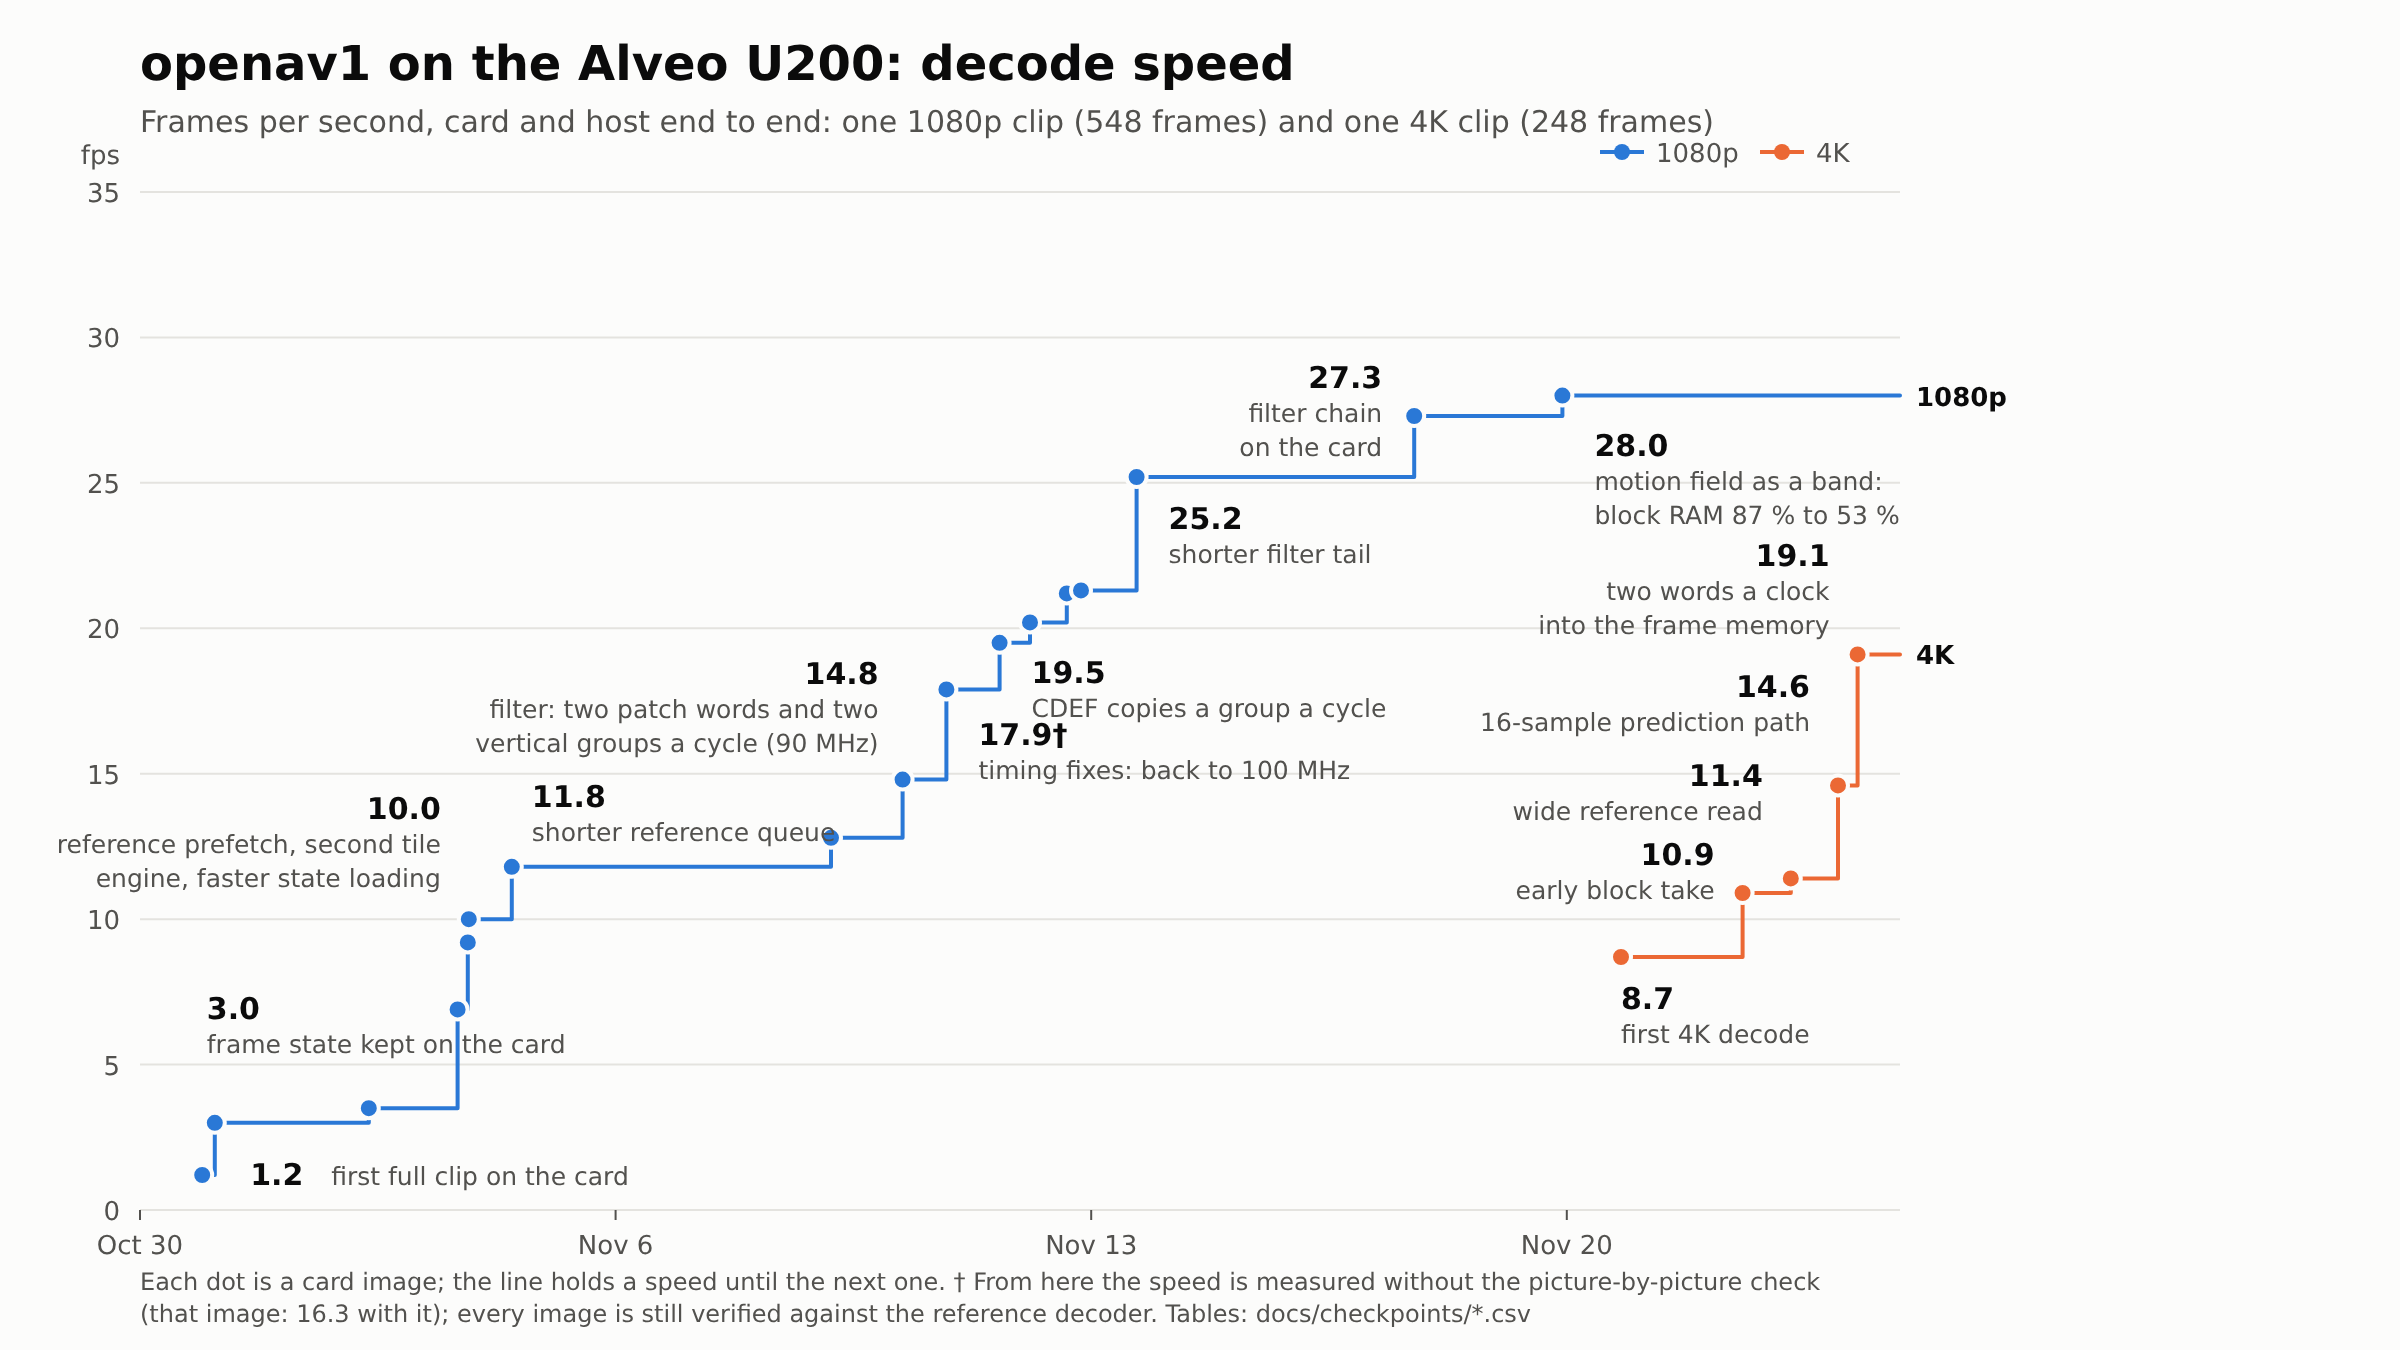 openav1 on the Alveo U200: decode speed
Frames per second, card and host end to end: one 1080p clip (548 frames) and one 4K clip (248 frames)
fps
1080p
4K
35
30
25
20
15
10
5
0
27.3
filter chain
on the card
1080p
28.0
motion field as a band:
block RAM 87 % to 53 %
25.2
shorter filter tail
19.1
two words a clock
into the frame memory
4K
14.8
filter: two patch words and two
vertical groups a cycle (90 MHz)
19.5
CDEF copies a group a cycle
17.9†
timing fixes: back to 100 MHz
14.6
16-sample prediction path
11.4
wide reference read
10.0
reference prefetch, second tile
engine, faster state loading
11.8
shorter reference queue
10.9
early block take
3.0
frame state kept on the card
8.7
first 4K decode
1.2 first full clip on the card
Oct 30
Nov 6
Nov 13
Nov 20
Each dot is a card image; the line holds a speed until the next one. † From here the speed is measured without the picture-by-picture check
(that image: 16.3 with it); every image is still verified against the reference decoder. Tables: docs/checkpoints/*.csv